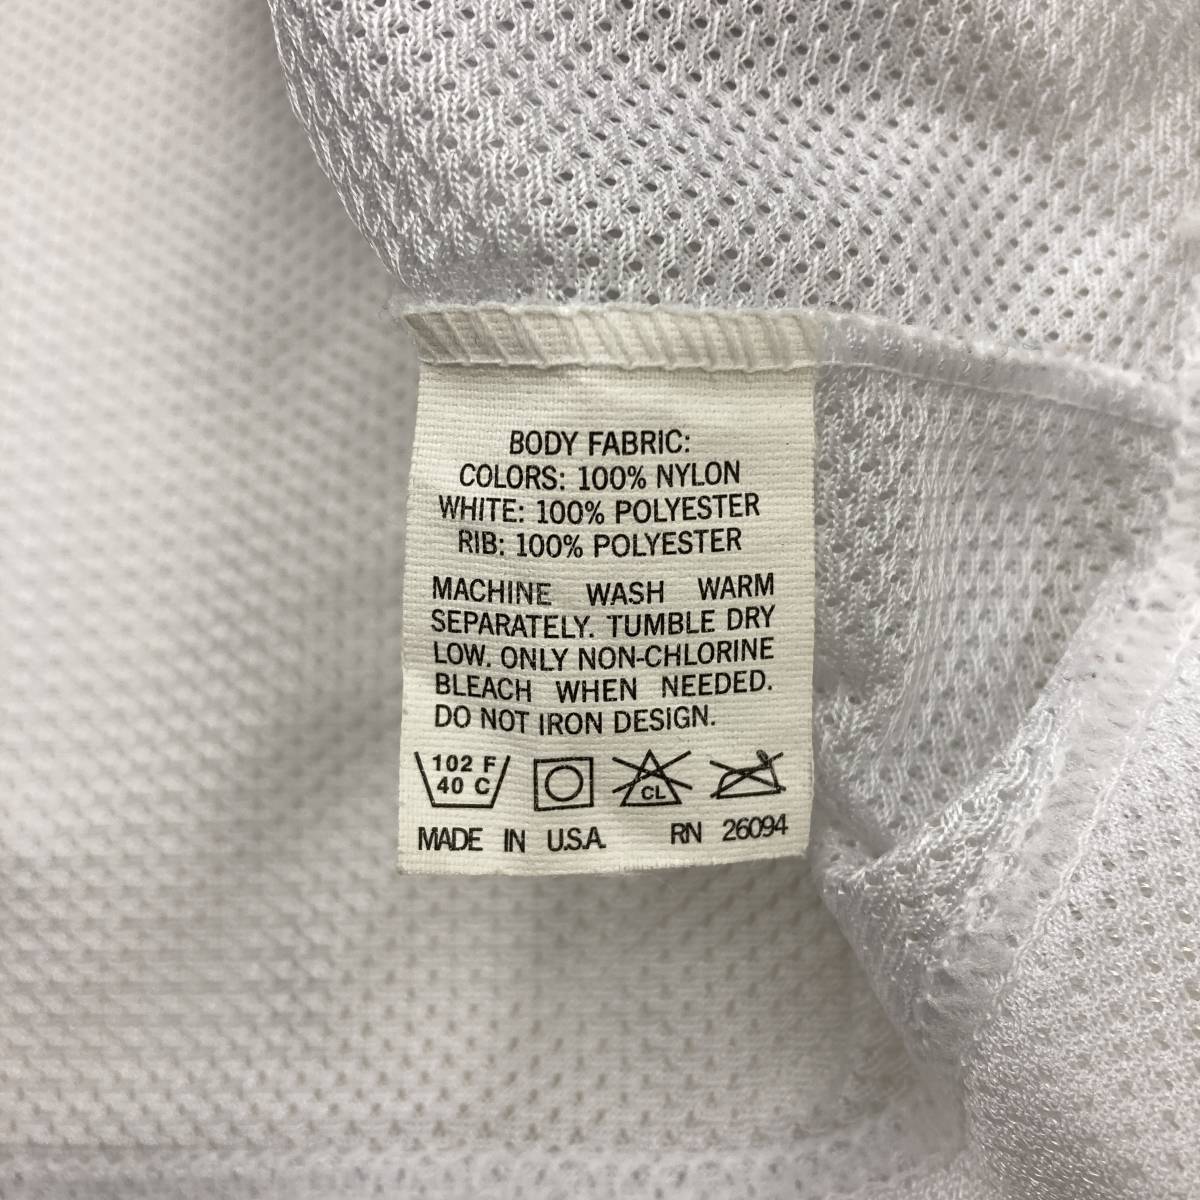 BODY FABRIC:
COLORS: 100% NYLON
WHITE: 100% POLYESTER
RIB: 100% POLYESTER
MACHINE WASH WARM
SEPARATELY. TUMBLE DRY
LOW. ONLY NON-CHLORINE
BLEACH WHEN NEEDED.
DO NOT IRON DESIGN.
102 F
40 C
CL
MADE IN U.S.A. RN 26094